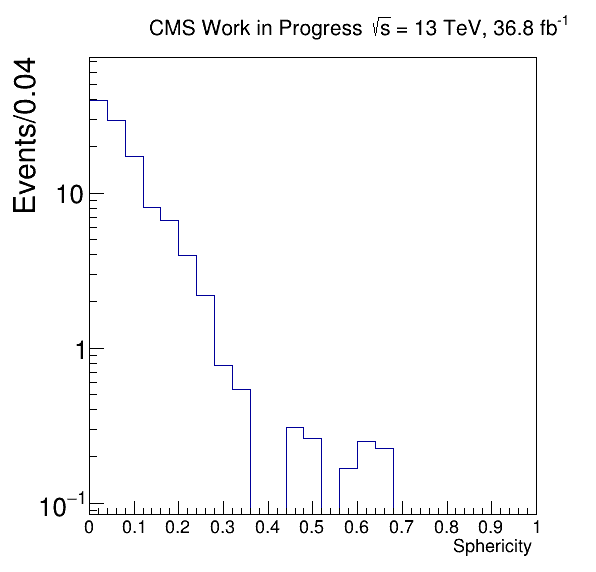 CMS Work in Progress √s = 13 TeV, 36.8 fb⁻¹
Events/0.04
10
1
10⁻¹
0 0.1 0.2 0.3 0.4 0.5 0.6 0.7 0.8 0.9 1
Sphericity